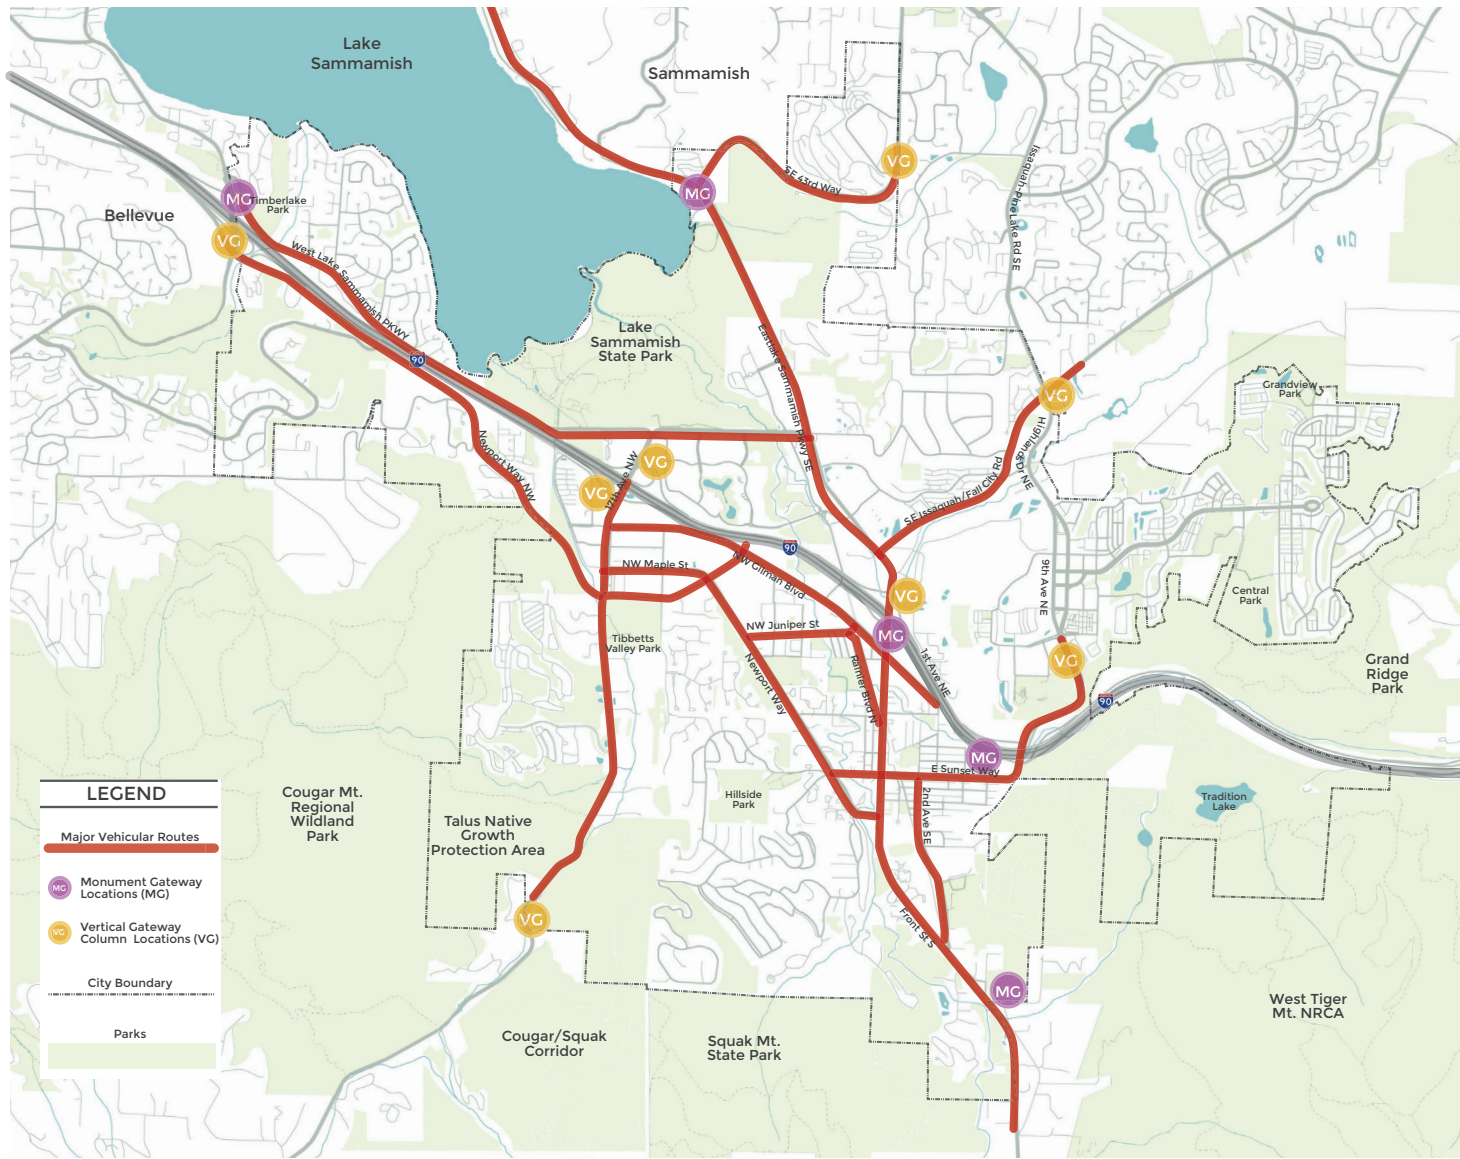 Lake
Sammamish
Sammamish
VG
SE 43rd Way
MG
MG
Timberlake
Park
Bellevue
VG
West Lake Sammamish PKWY
Issaquah-Pine Lake Rd SE
Lake
Sammamish
State Park
Eastlake Sammamish Pkwy SE
90
Grandview
Park
VG
Highlands Dr NE
Newport Way NW
VG
VG
12th Ave NW
SE Issaquah/Fall City Rd
90
NW Maple St
NW Gilman Blvd
9th Ave NE
VG
Central
Park
NW Juniper St
MG
Tibbetts
Valley Park
Newport Way
Rainier Blvd N
1st Ave NE
VG
Grand
Ridge
Park
90
MG
E Sunset Way
LEGEND
Major Vehicular Routes
MG
Monument Gateway
Locations (MG)
VG
Vertical Gateway
Column Locations (VG)
City Boundary
Parks
Cougar Mt.
Regional
Wildland
Park
Talus Native
Growth
Protection Area
Hillside
Park
2nd Ave SE
Tradition
Lake
VG
Front St S
MG
Cougar/Squak
Corridor
Squak Mt.
State Park
West Tiger
Mt. NRCA